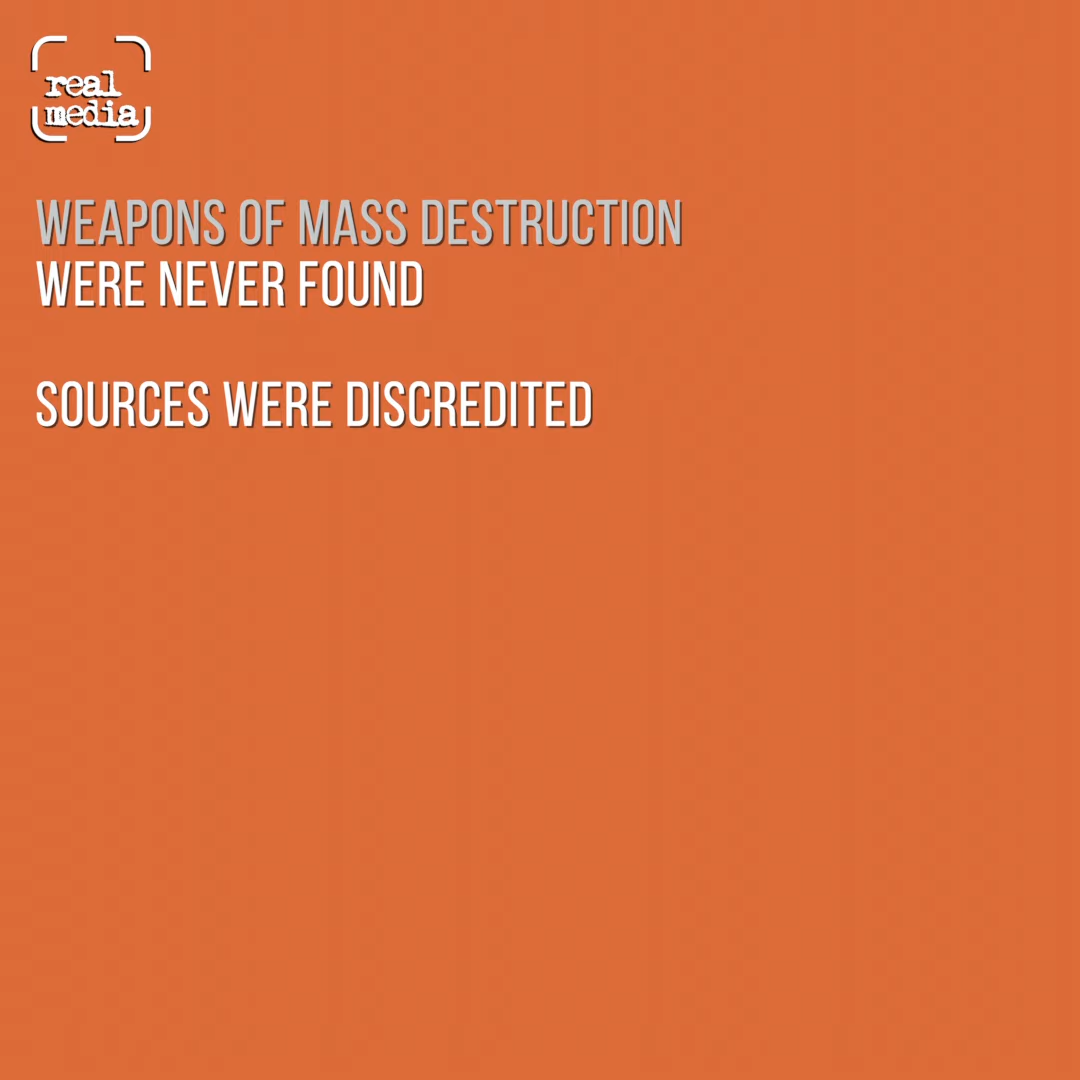 real
media
WEAPONS OF MASS DESTRUCTION
WERE NEVER FOUND
SOURCES WERE DISCREDITED